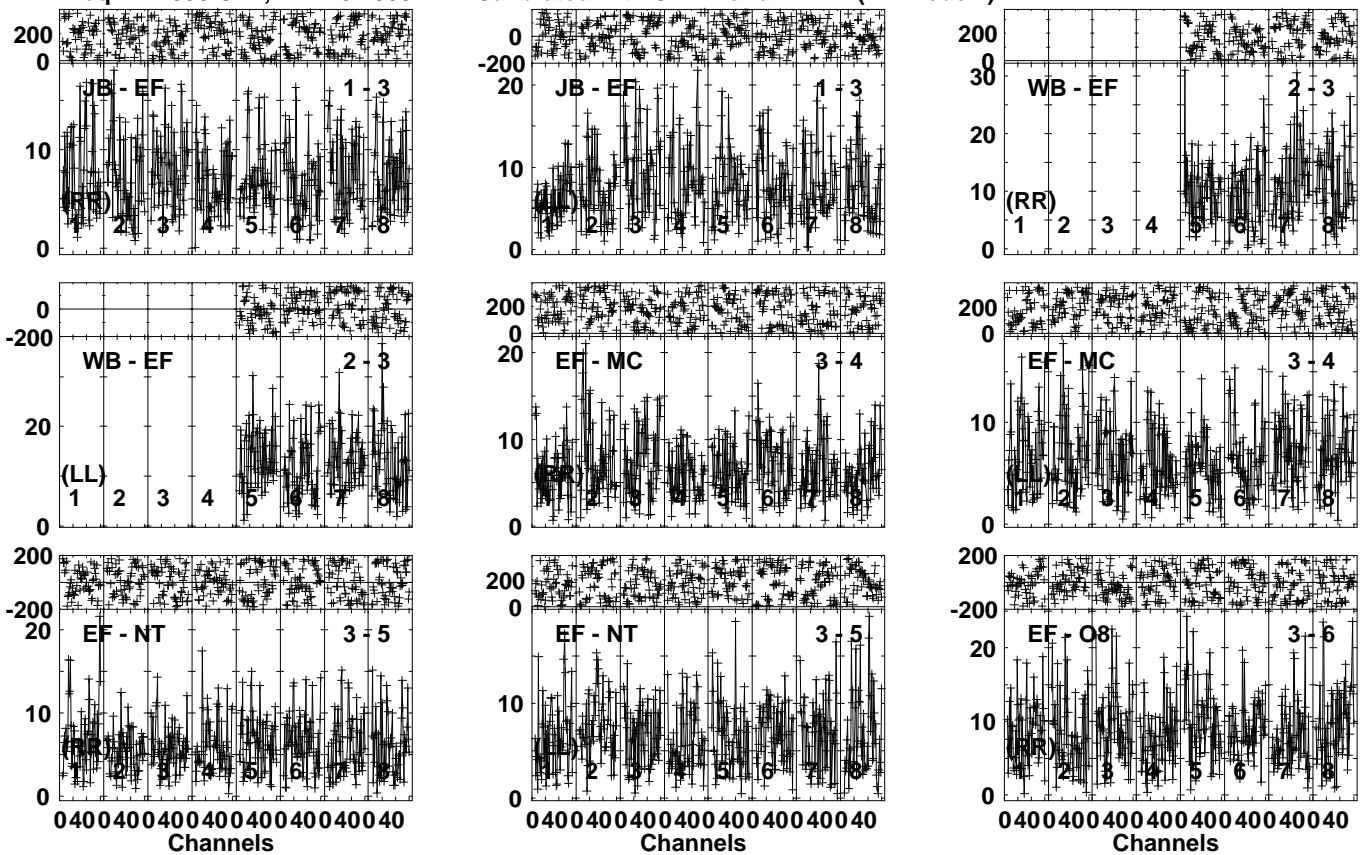 200 0 JB - EF 1 - 3 10 0 (RR) 1 2 3 4 5 6 7 8
0 -200 20 JB - EF 1 - 3 10 0 1 2 3 4 5 6 7 8
200 0 30 WB - EF 2 - 3 20 10 0 (RR) 1 2 3 4 5 6 7 8
0 -200 WB - EF 2 - 3 20 0 (LL) 1 2 3 4 5 6 7 8
200 0 20 EF - MC 3 - 4 10 0 (RR) 1 2 3 4 5 6 7 8
200 0 EF - MC 3 - 4 10 0 (LL) 1 2 3 4 5 6 7 8
200 -200 20 EF - NT 3 - 5 10 0 (RR) 1 2 3 4 5 6 7 8
200 0 EF - NT 3 - 5 10 0 (LL) 1 2 3 4 5 6 7 8
200 -200 20 EF - O8 3 - 6 10 0 (RR) 1 2 3 4 5 6 7 8
0 40 0 40 0 40 0 40 0 40 0 40 0 40 0 40
Channels
0 40 0 40 0 40 0 40 0 40 0 40 0 40 0 40
Channels
0 40 0 40 0 40 0 40 0 40 0 40 0 40 0 40
Channels